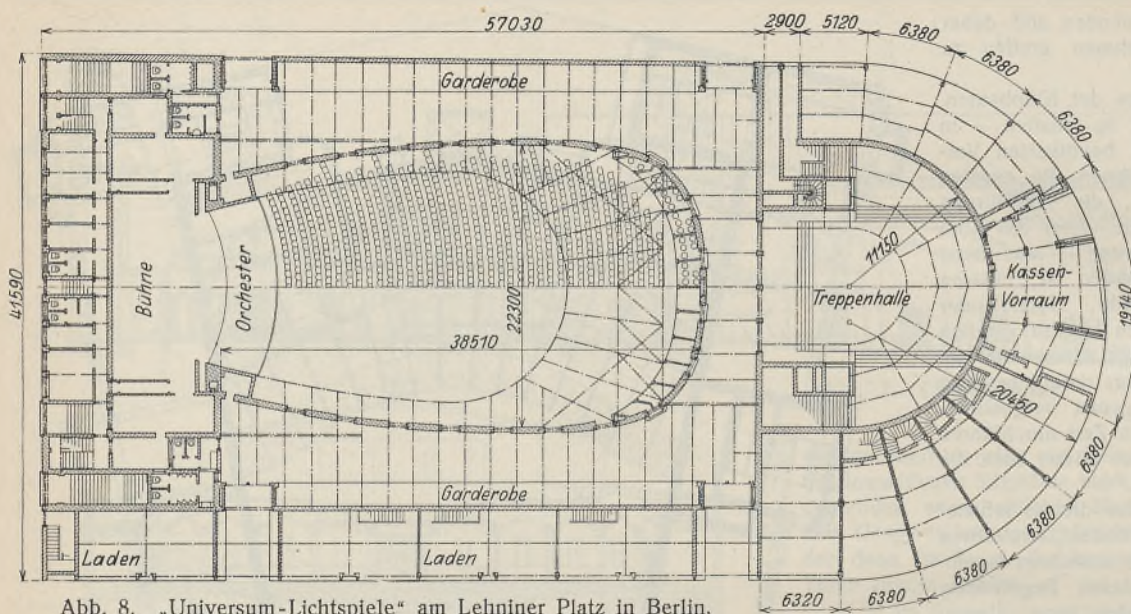 57030
2900
5120
6380
6380
6380
Garderobe
41590
Bühne
Orchester
22300
38510
11150
Treppenhalle
Kassen-
Vorraum
19140
20450
6380
6380
6380
6380
6320
Garderobe
Laden
Laden
Abb. 8. „Universum-Lichtspiele“ am Lehniner Platz in Berlin.